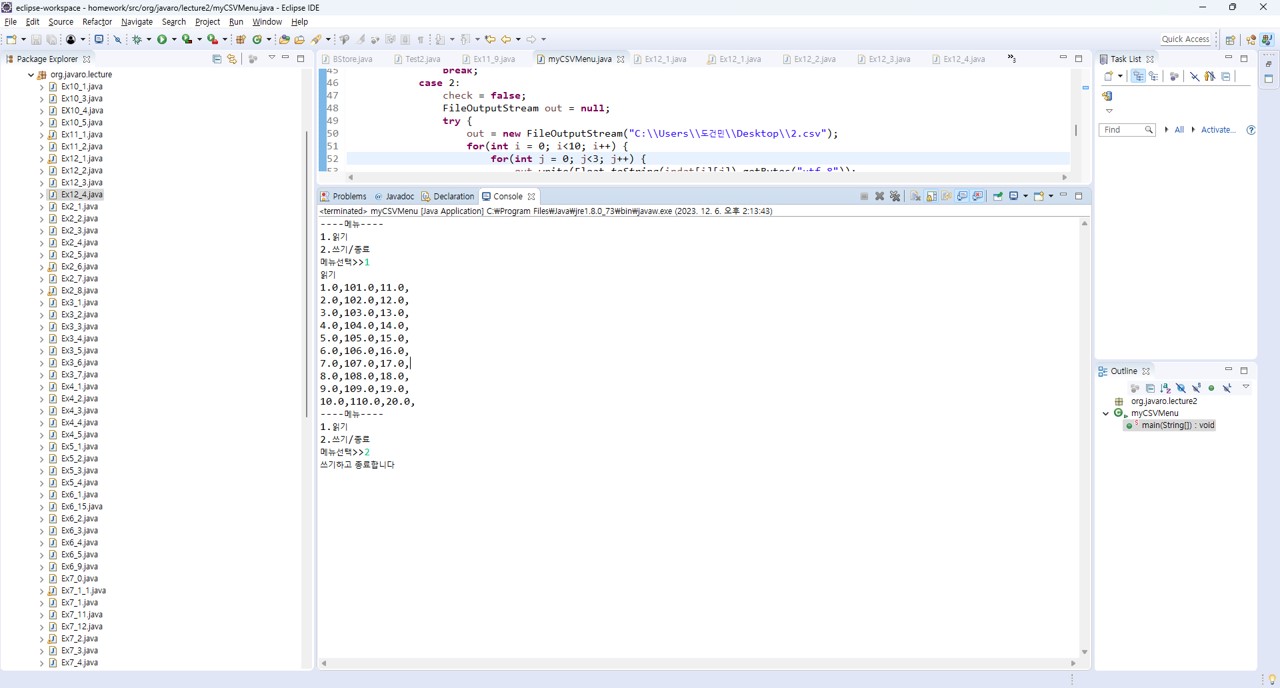 eclipse-workspace - homework/src/org/javaro/lecture2/myCSVMenu.java - Eclipse IDE
File Edit Source Refactor Navigate Search Project Run Window Help
Quick Access
Package Explorer
org.javaro.lecture
Ex10_1.java
Ex10_3.java
EX10_4.java
Ex10_5.java
Ex11_1.java
Ex11_2.java
Ex12_1.java
Ex12_2.java
Ex12_3.java
Ex12_4.java
Ex2_1.java
Ex2_2.java
Ex2_3.java
Ex2_4.java
Ex2_5.java
Ex2_6.java
Ex2_7.java
Ex2_8.java
Ex3_1.java
Ex3_2.java
Ex3_3.java
Ex3_4.java
Ex3_5.java
Ex3_6.java
Ex3_7.java
Ex4_1.java
Ex4_2.java
Ex4_3.java
Ex4_4.java
Ex4_5.java
Ex5_1.java
Ex5_2.java
Ex5_3.java
Ex5_4.java
Ex6_1.java
Ex6_15.java
Ex6_2.java
Ex6_3.java
Ex6_4.java
Ex6_5.java
Ex6_9.java
Ex7_0.java
Ex7_1_1.java
Ex7_1.java
Ex7_11.java
Ex7_12.java
Ex7_2.java
Ex7_3.java
Ex7_4.java
BStore.java Test2.java Ex11_9.java myCSVMenu.java Ex12_1.java Ex12_1.java Ex12_2.java Ex12_3.java Ex12_4.java
45 break;
46 case 2:
47 check = false;
48 FileOutputStream out = null;
49 try {
50 out = new FileOutputStream("C:\\Users\\도건민\\Desktop\\2.csv");
51 for(int i = 0; i<10; i++) {
52 for(int j = 0; j<3; j++) {
53
Problems Javadoc Declaration Console
<terminated> myCSVMenu [Java Application] C:₩Program Files₩Java₩jre1.8.0_73₩bin₩javaw.exe (2023. 12. 6. 오후 2:13:43)
----메뉴----
1.읽기
2.쓰기/종료
메뉴선택>>1
읽기
1.0,101.0,11.0,
2.0,102.0,12.0,
3.0,103.0,13.0,
4.0,104.0,14.0,
5.0,105.0,15.0,
6.0,106.0,16.0,
7.0,107.0,17.0,
8.0,108.0,18.0,
9.0,109.0,19.0,
10.0,110.0,20.0,
----메뉴----
1.읽기
2.쓰기/종료
메뉴선택>>2
쓰기하고 종료합니다
Task List
Find All Activate...
Outline
org.javaro.lecture2
myCSVMenu
main(String[]) : void